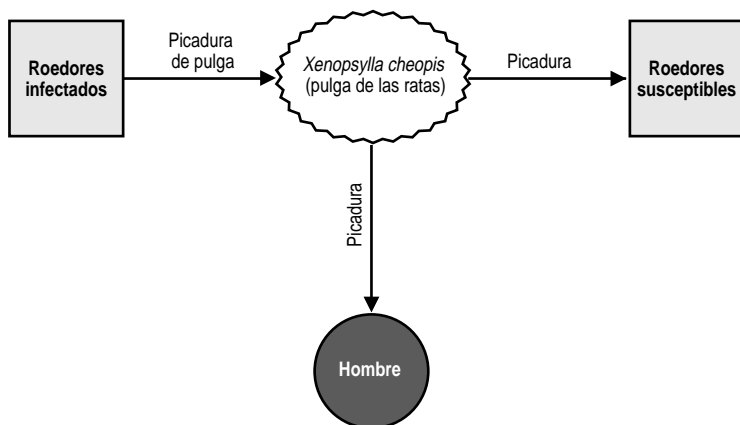 Roedores
infectados
Picadura
de pulga
Xenopsylla cheopis
(pulga de las ratas)
Picadura
Roedores
susceptibles
Picadura
Hombre